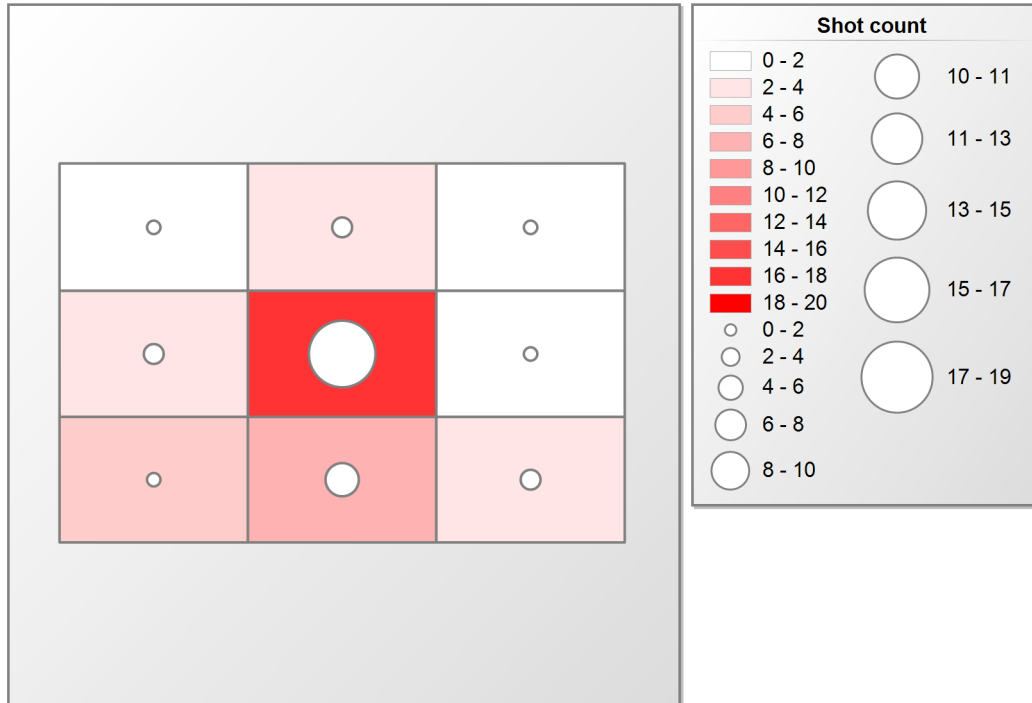 Shot count
0 - 2
2 - 4
4 - 6
6 - 8
8 - 10
10 - 12
12 - 14
14 - 16
16 - 18
18 - 20
0 - 2
2 - 4
4 - 6
6 - 8
8 - 10
10 - 11
11 - 13
13 - 15
15 - 17
17 - 19